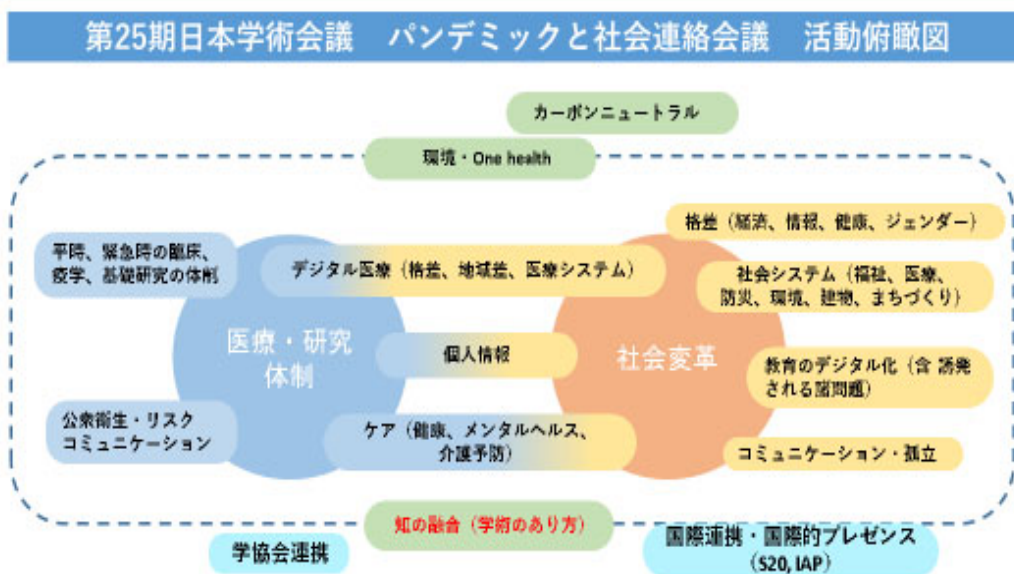 第25期日本学術会議　パンデミックと社会連絡会議　活動俯瞰図
カーボンニュートラル
環境・One health
格差（経済、情報、健康、ジェンダー）
平時、緊急時の臨床、
疫学、基礎研究の体制
デジタル医療（格差、地域差、医療システム）
社会システム（福祉、医療、
防災、環境、建物、まちづくり）
医療・研究
体制
個人情報
社会変革
教育のデジタル化（含 誘発
される諸問題）
公衆衛生・リスク
コミュニケーション
ケア（健康、メンタルヘルス、
介護予防）
コミュニケーション・孤立
知の融合（学術のあり方）
学協会連携
国際連携・国際的プレゼンス
（S20, IAP）